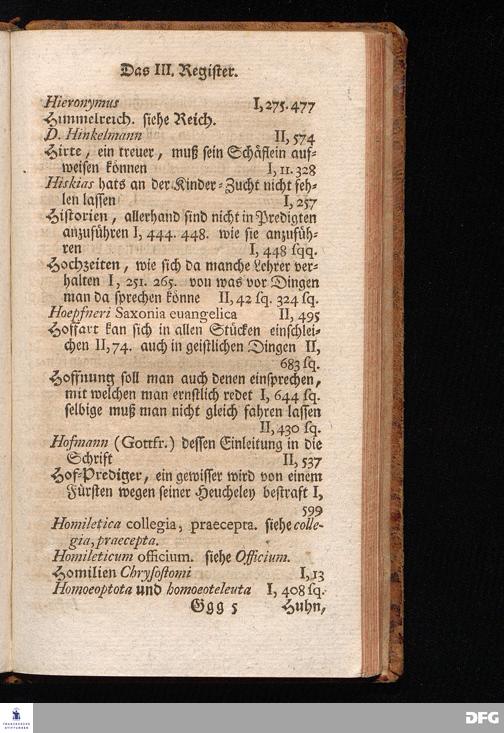 Das III. Register.
Hieronymus I, 275. 477
Himmelreich. siehe Reich.
D. Hinkelmann II, 574
Hirte, ein treuer, muß sein Schäflein auf-
weisen können I, 11. 328
Hiskias hats an der Kinder-Zucht nicht feh-
len lassen I, 257
Historien, allerhand sind nicht in Predigten
anzuführen I, 444. 448. wie sie anzufüh-
ren I, 448 sqq.
Hochzeiten, wie sich da manche Lehrer ver-
halten I, 251. 265. von was vor Dingen
man da sprechen könne II, 42 sq. 324 sq.
Hoepfneri Saxonia euangelica II, 495
Hoffart kan sich in allen Stücken einschlei-
chen II, 74. auch in geistlichen Dingen II,
683 sq.
Hoffnung soll man auch denen einsprechen,
mit welchen man ernstlich redet I, 644 sq.
selbige muß man nicht gleich fahren lassen
II, 430 sq.
Hofmann (Gottfr.) dessen Einleitung in die
Schrift II, 537
Hof-Prediger, ein gewisser wird von einem
Fürsten wegen seiner Heucheley bestraft I,
599
Homiletica collegia, praecepta. siehe colle-
gia, praecepta.
Homileticum officium. siehe Officium.
Homilien Chrysostomi I, 13
Homoeoptota und homoeoteleuta I, 408 sq.
Ggg 5 Huhn,
FRANCKESCHE
STIFTUNGEN
DFG